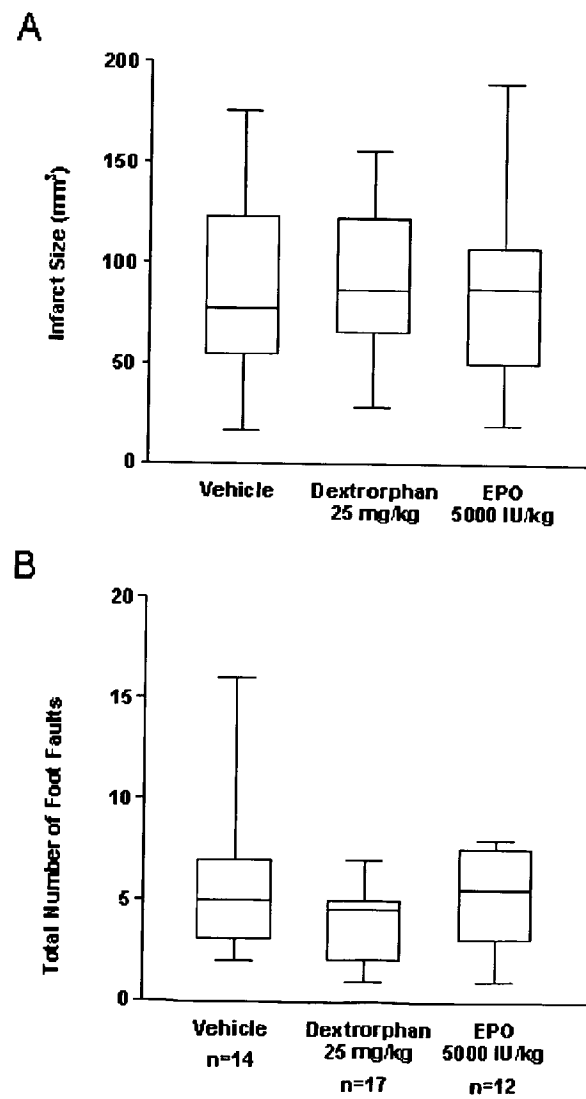 A
200
150
100
50
0
Infarct Size (mm³)
Vehicle
Dextrorphan
25 mg/kg
EPO
5000 IU/kg
B
20
15
10
5
0
Total Number of Foot Faults
Vehicle
n=14
Dextrorphan
25 mg/kg
n=17
EPO
5000 IU/kg
n=12